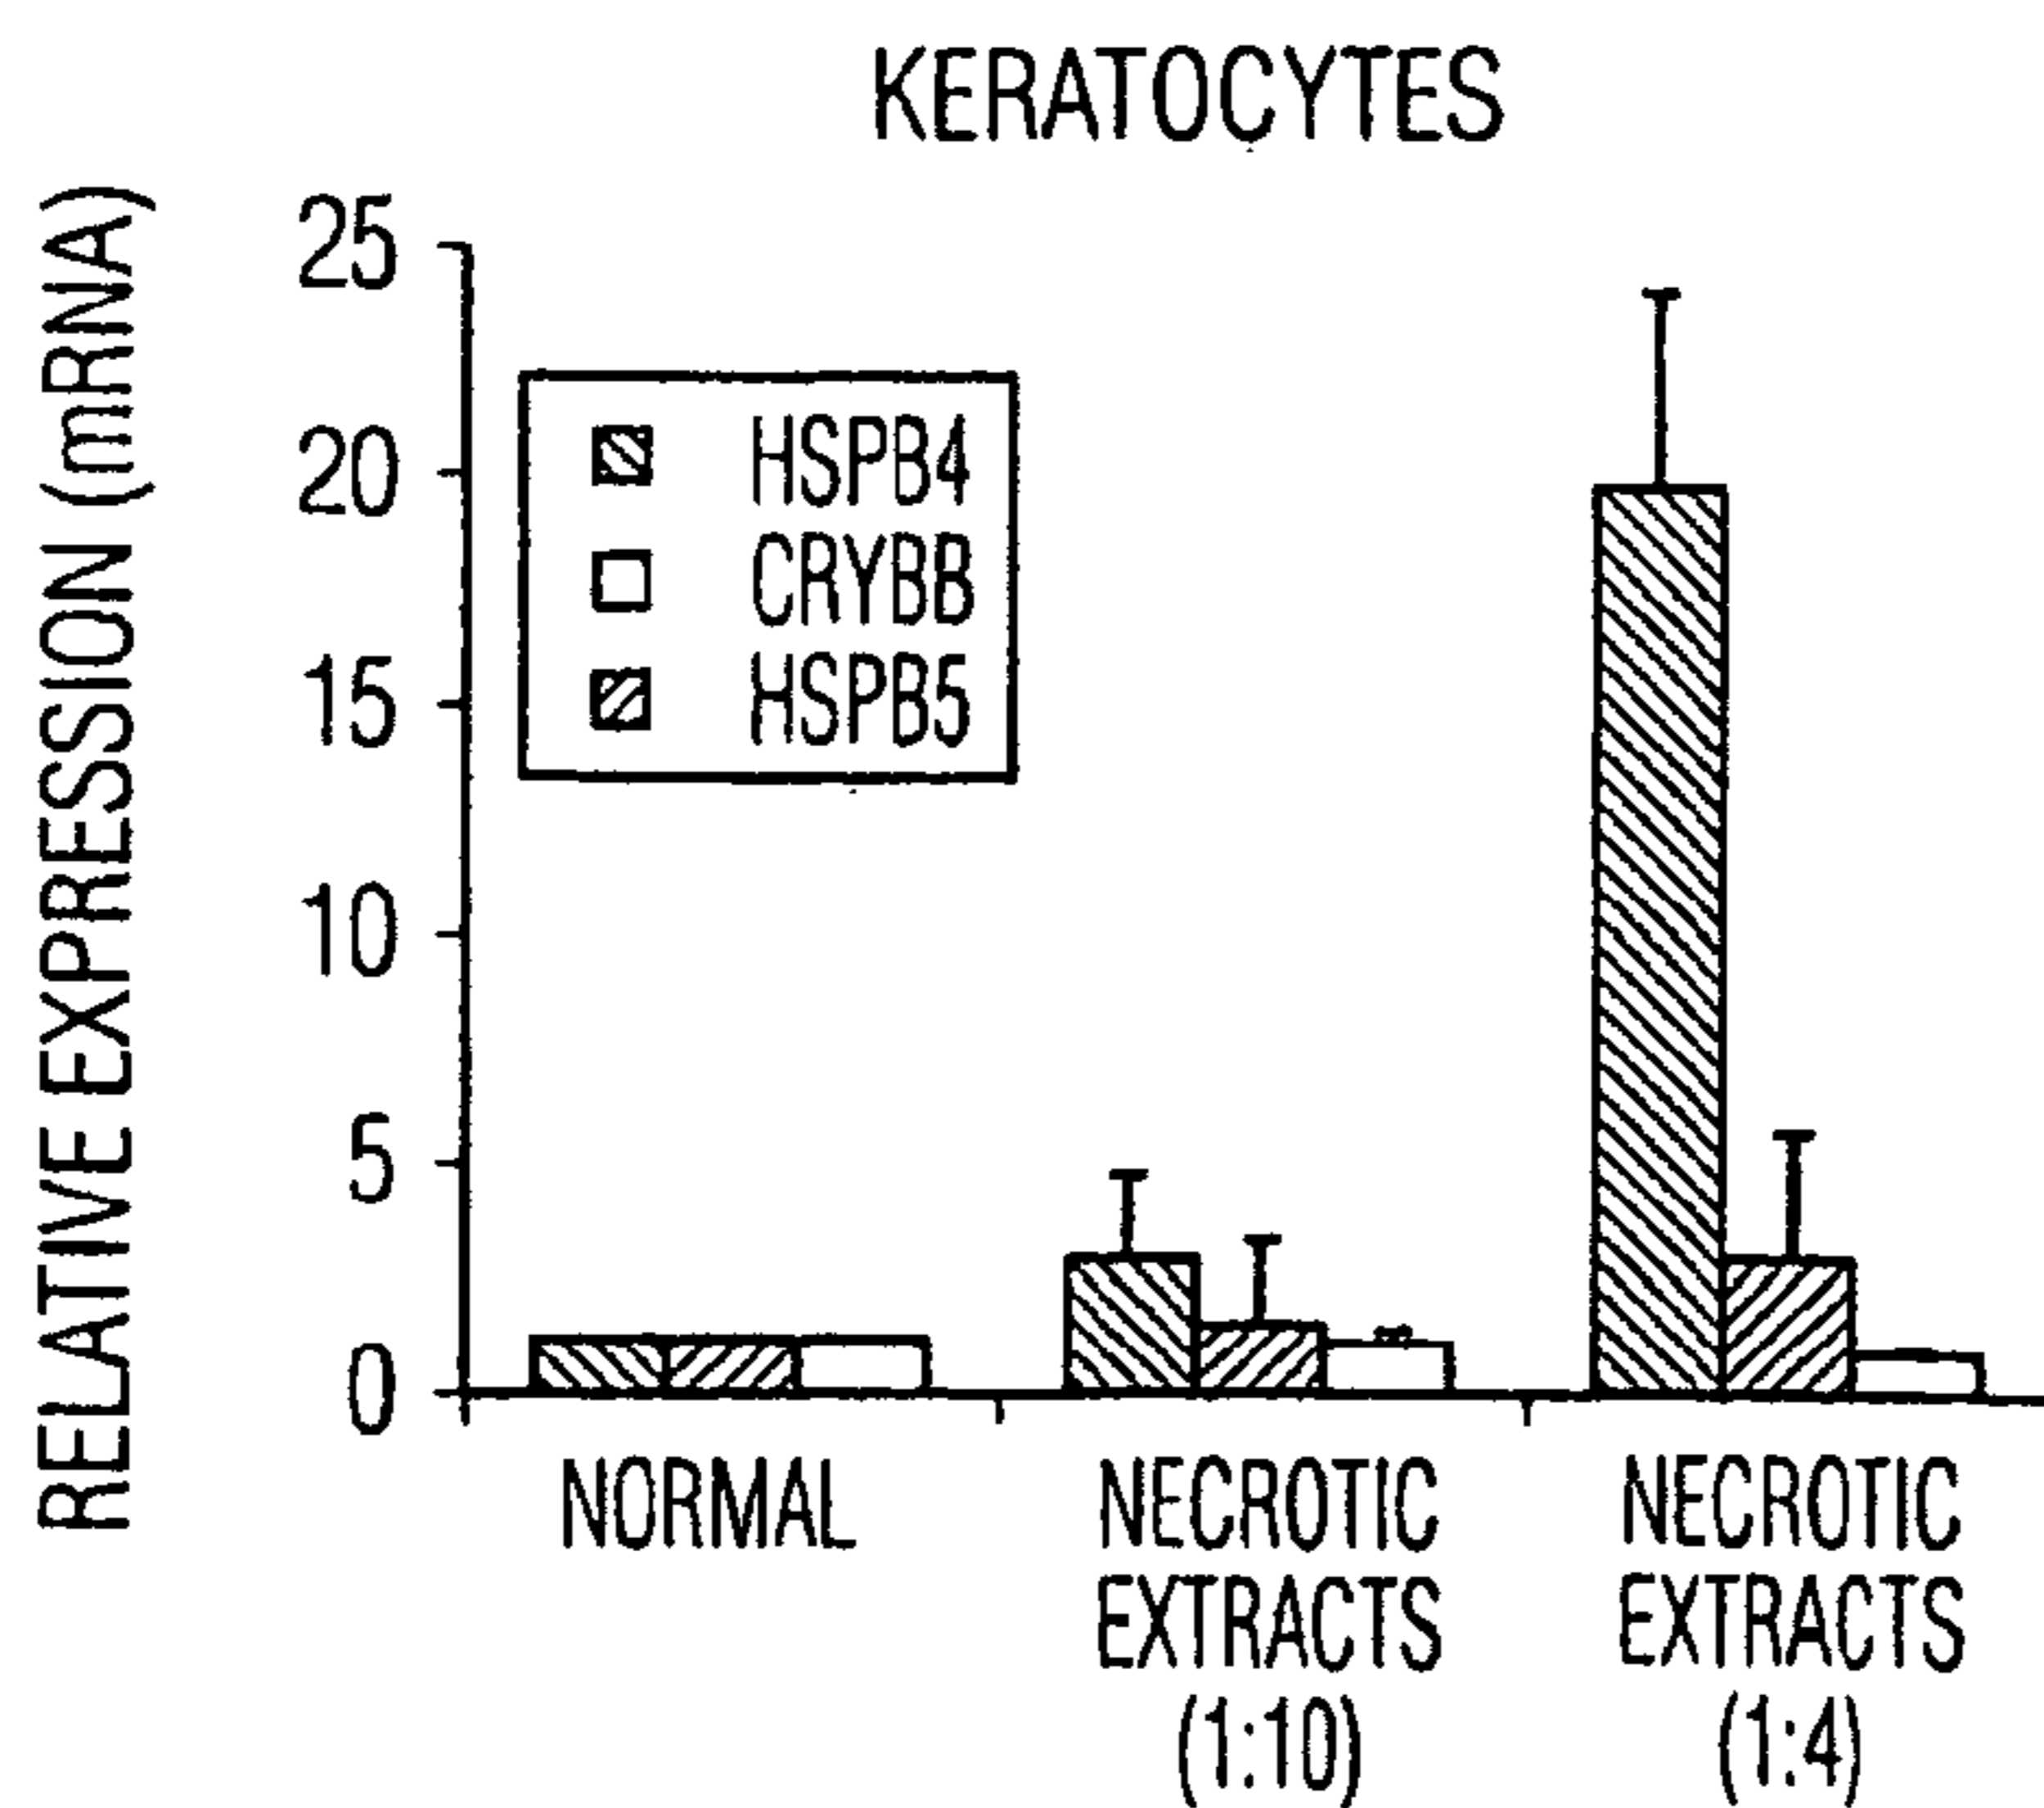 KERATOCYTES
RELATIVE EXPRESSION (mRNA)
25
20
15
10
5
0
HSPB4
CRYBB
HSPB5
NORMAL
NECROTIC
EXTRACTS
(1:10)
NECROTIC
EXTRACTS
(1:4)